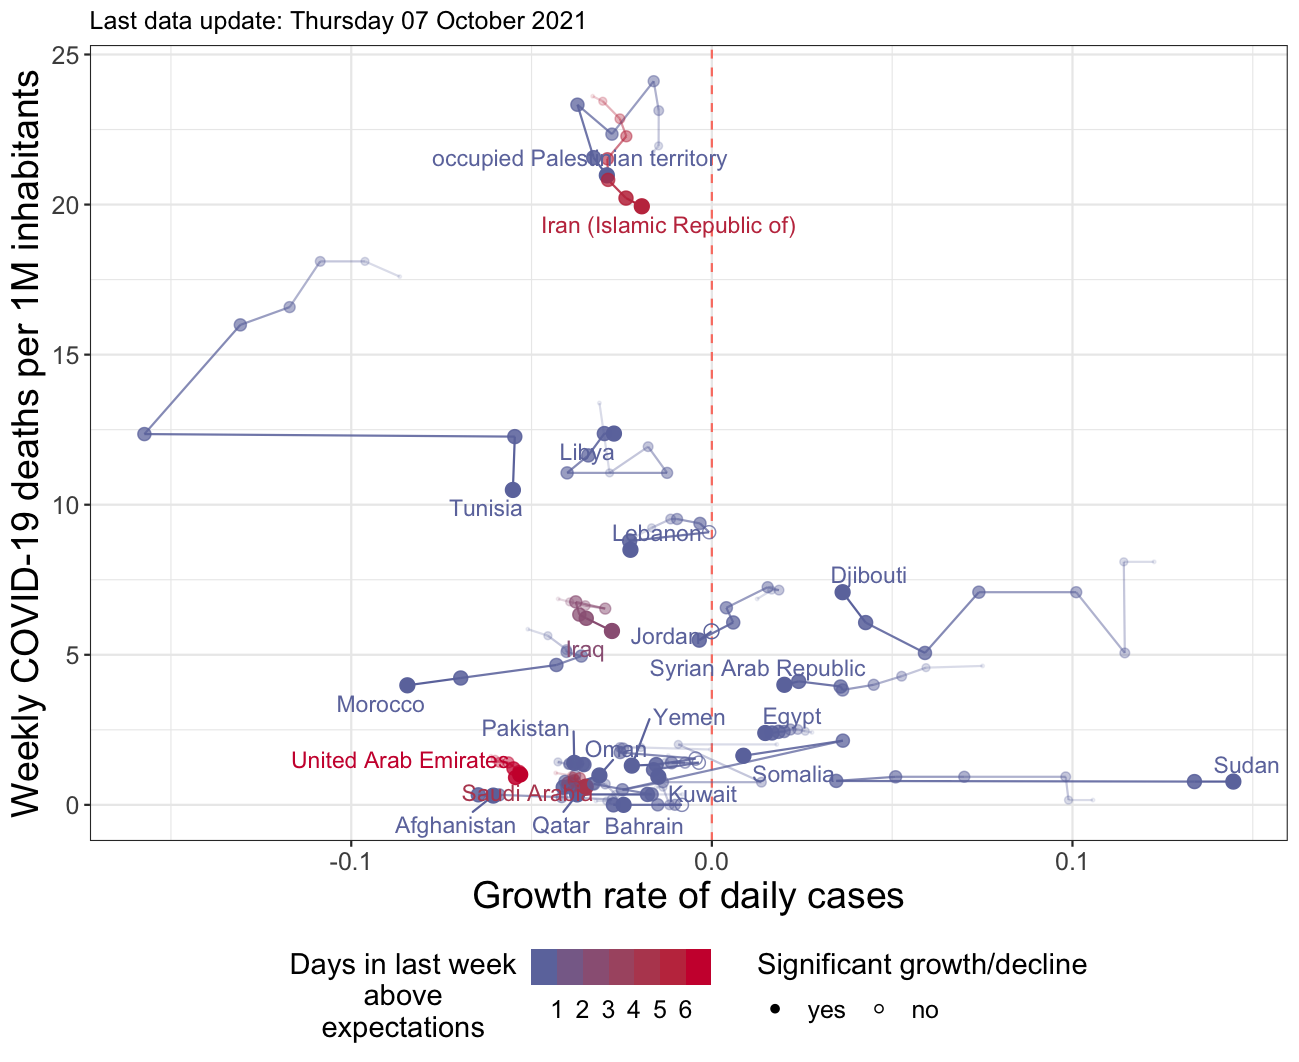 Last data update: Thursday 07 October 2021
Weekly COVID-19 deaths per 1M inhabitants
25
20
15
10
5
0
occupied Palestinian territory
Iran (Islamic Republic of)
Libya
Tunisia
Lebanon
Djibouti
Jordan
Iraq
Syrian Arab Republic
Morocco
Pakistan
Yemen
Egypt
Oman
United Arab Emirates
Somalia
Sudan
Saudi Arabia
Kuwait
Afghanistan
Qatar
Bahrain
-0.1
0.0
0.1
Growth rate of daily cases
Days in last week
above
expectations
1 2 3 4 5 6
Significant growth/decline
yes
no